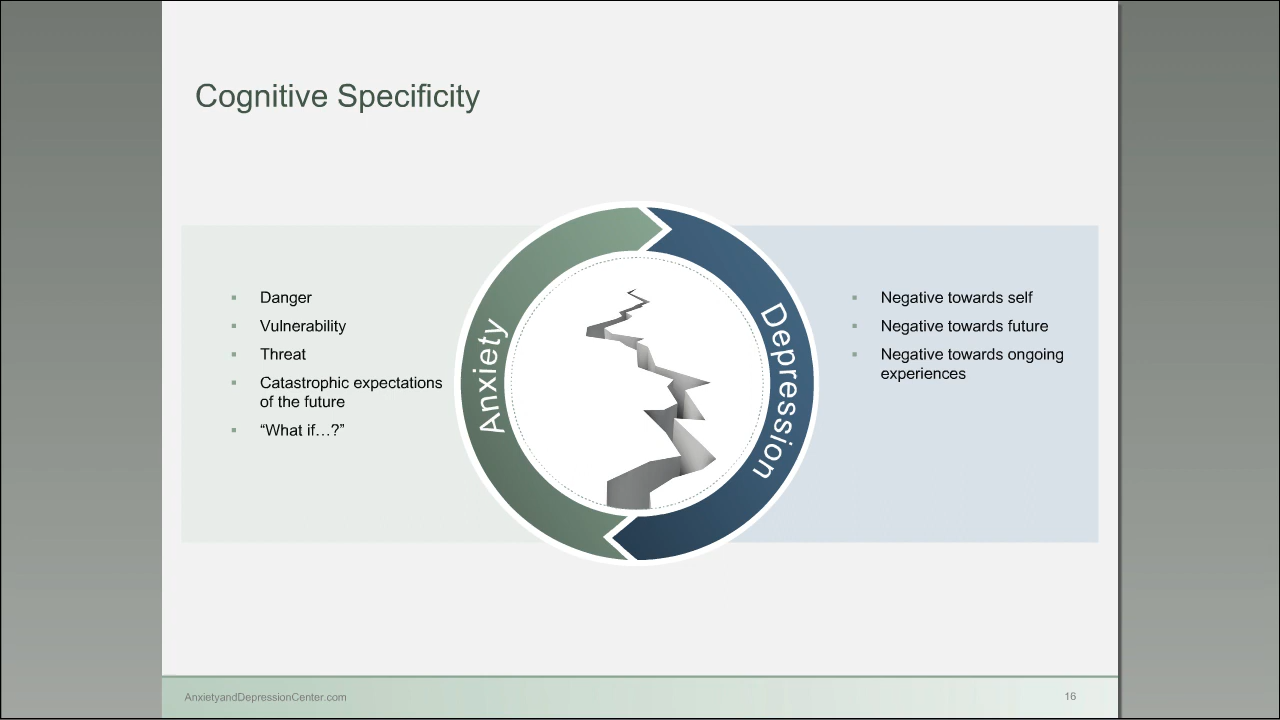 Cognitive Specificity
Danger
Vulnerability
Threat
Catastrophic expectations
of the future
“What if…?”
Anxiety
Depression
Negative towards self
Negative towards future
Negative towards ongoing
experiences
AnxietyandDepressionCenter.com
16